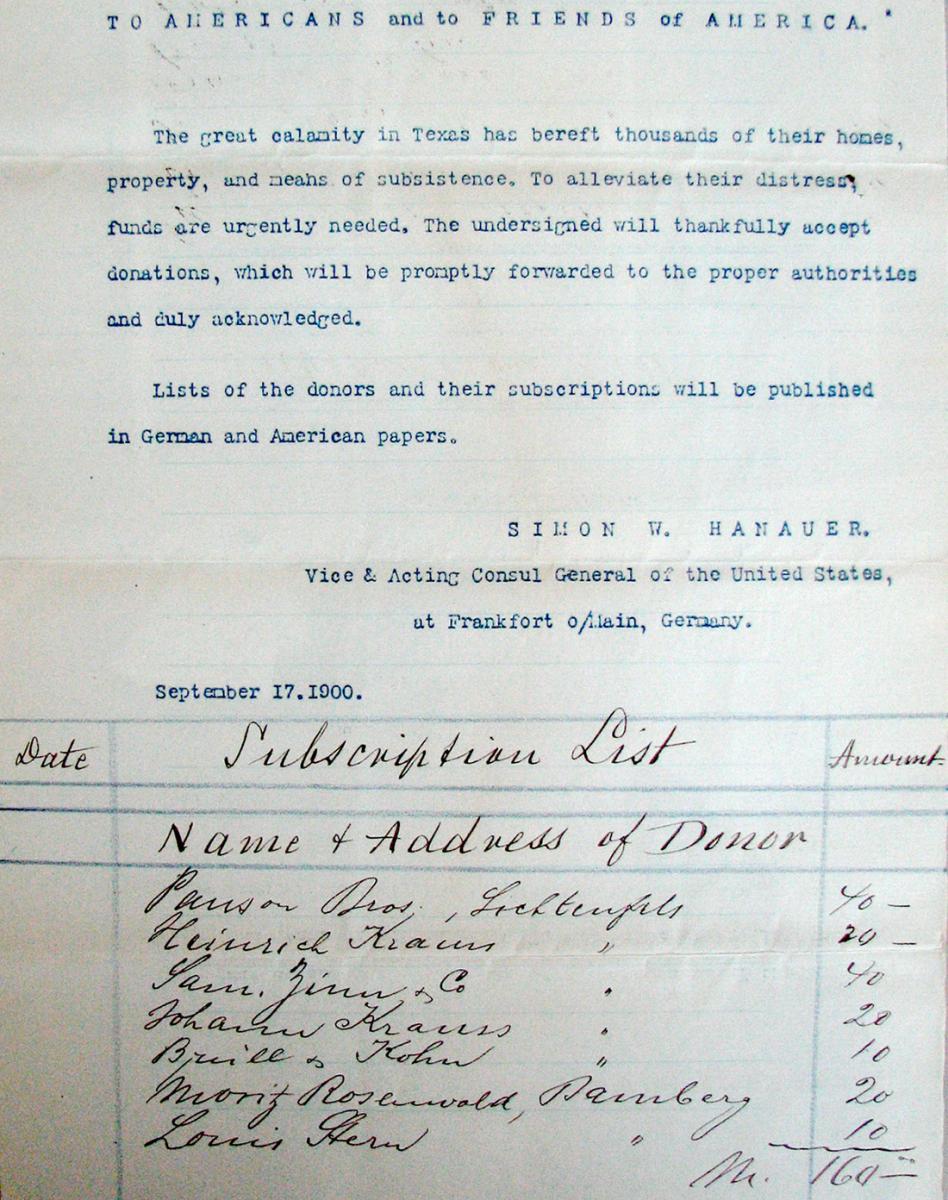 TO AMERICANS and to FRIENDS of AMERICA.
The great calamity in Texas has bereft thousands of their homes,
property, and means of subsistence. To alleviate their distress,
funds are urgently needed. The undersigned will thankfully accept
donations, which will be promptly forwarded to the proper authorities
and duly acknowledged.
Lists of the donors and their subscriptions will be published
in German and American papers.
SIMON W. HANAUER.
Vice & Acting Consul General of the United States,
at Frankfort o/Main, Germany.
September 17.1900.
Date Subscription List Amount
Name & Address of Donor
Pauson Bros., Lichtenfels 40 —
Heinrich Kraus " 20 —
Sam. Zinn & Co " 40
Johann Krauss " 20
Brüll & Kohn " 10
Moritz Rosenwald, Bamberg 20
Louis Stern " 10
M. 160 —